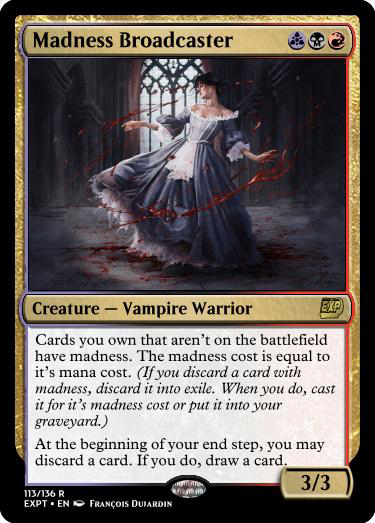 Madness Broadcaster
Creature — Vampire Warrior
EXP
Cards you own that aren't on the battlefield
have madness. The madness cost is equal to
it's mana cost. (If you discard a card with
madness, discard it into exile. When you do, cast
it for it's madness cost or put it into your
graveyard.)
At the beginning of your end step, you may
discard a card. If you do, draw a card.
3/3
113/136 R
EXPT • EN François Dujardin